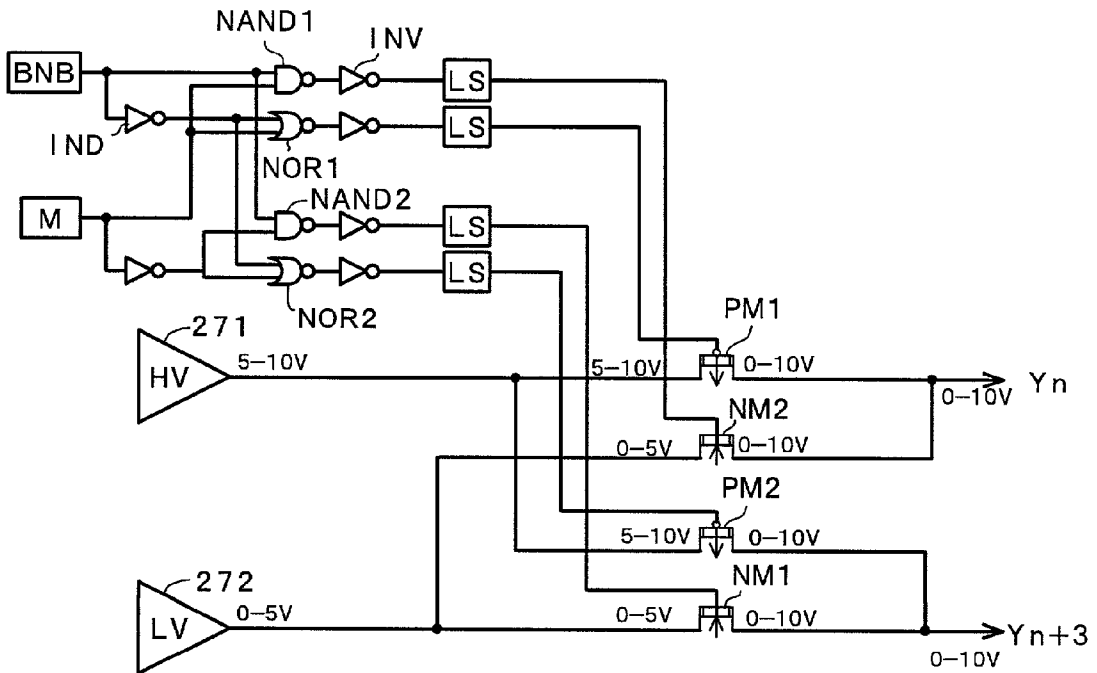 NAND1
INV
BNB
LS
LS
IND
NOR1
NAND2
M
LS
LS
NOR2
PM1
271
5-10V
HV
5-10V
0-10V
0-10V
Yn
NM2
0-5V
0-10V
PM2
5-10V
0-10V
272
NM1
LV
0-5V
0-5V
0-10V
Yn+3
0-10V